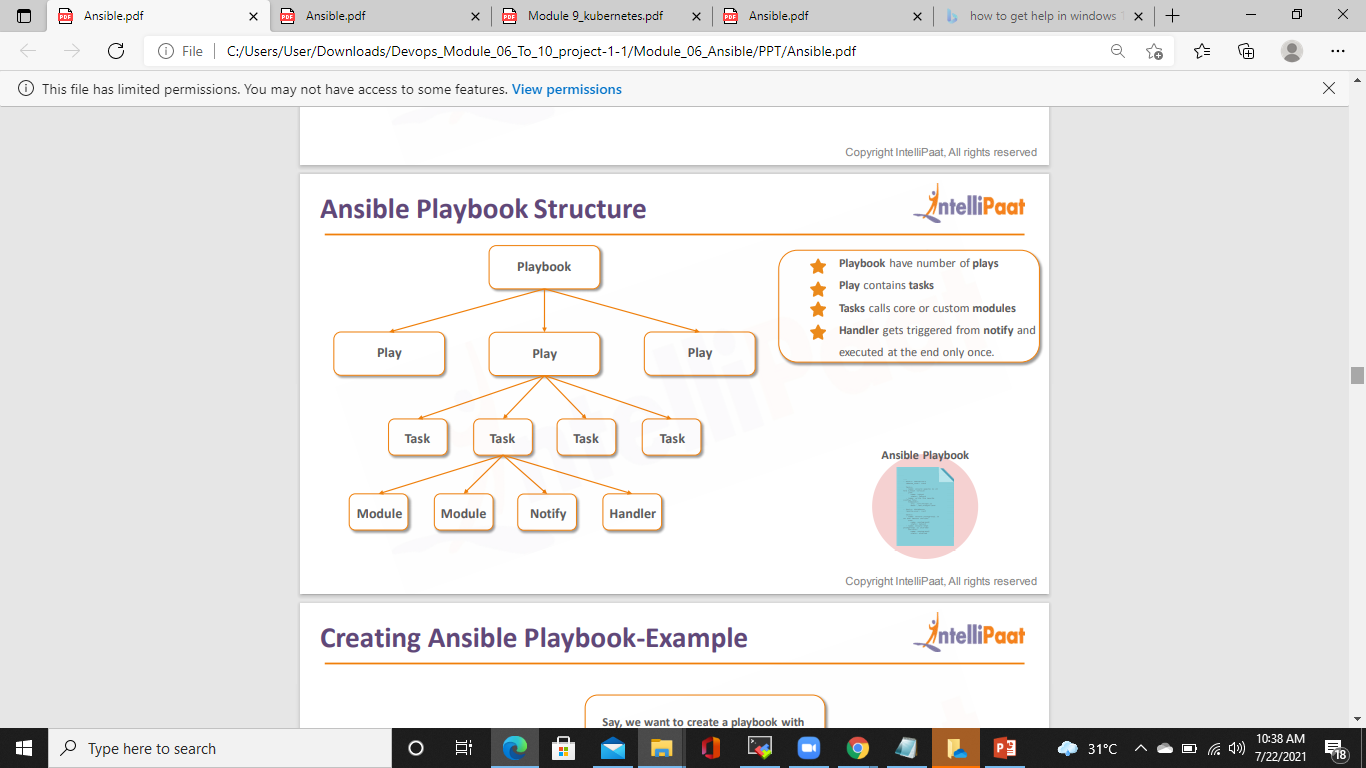 Ansible.pdf
Ansible.pdf
Module 9_kubernetes.pdf
Ansible.pdf
how to get help in windows
File
C:/Users/User/Downloads/Devops_Module_06_To_10_project-1-1/Module_06_Ansible/PPT/Ansible.pdf
This file has limited permissions. You may not have access to some features. View permissions
Copyright IntelliPaat, All rights reserved
Ansible Playbook Structure
IntelliPaat
Playbook
Play
Play
Play
Task
Task
Task
Task
Module
Module
Notify
Handler
Playbook have number of plays
Play contains tasks
Tasks calls core or custom modules
Handler gets triggered from notify and
executed at the end only once.
Ansible Playbook
Copyright IntelliPaat, All rights reserved
Creating Ansible Playbook-Example
IntelliPaat
Say, we want to create a playbook with
Type here to search
31°C
10:38 AM
7/22/2021
18